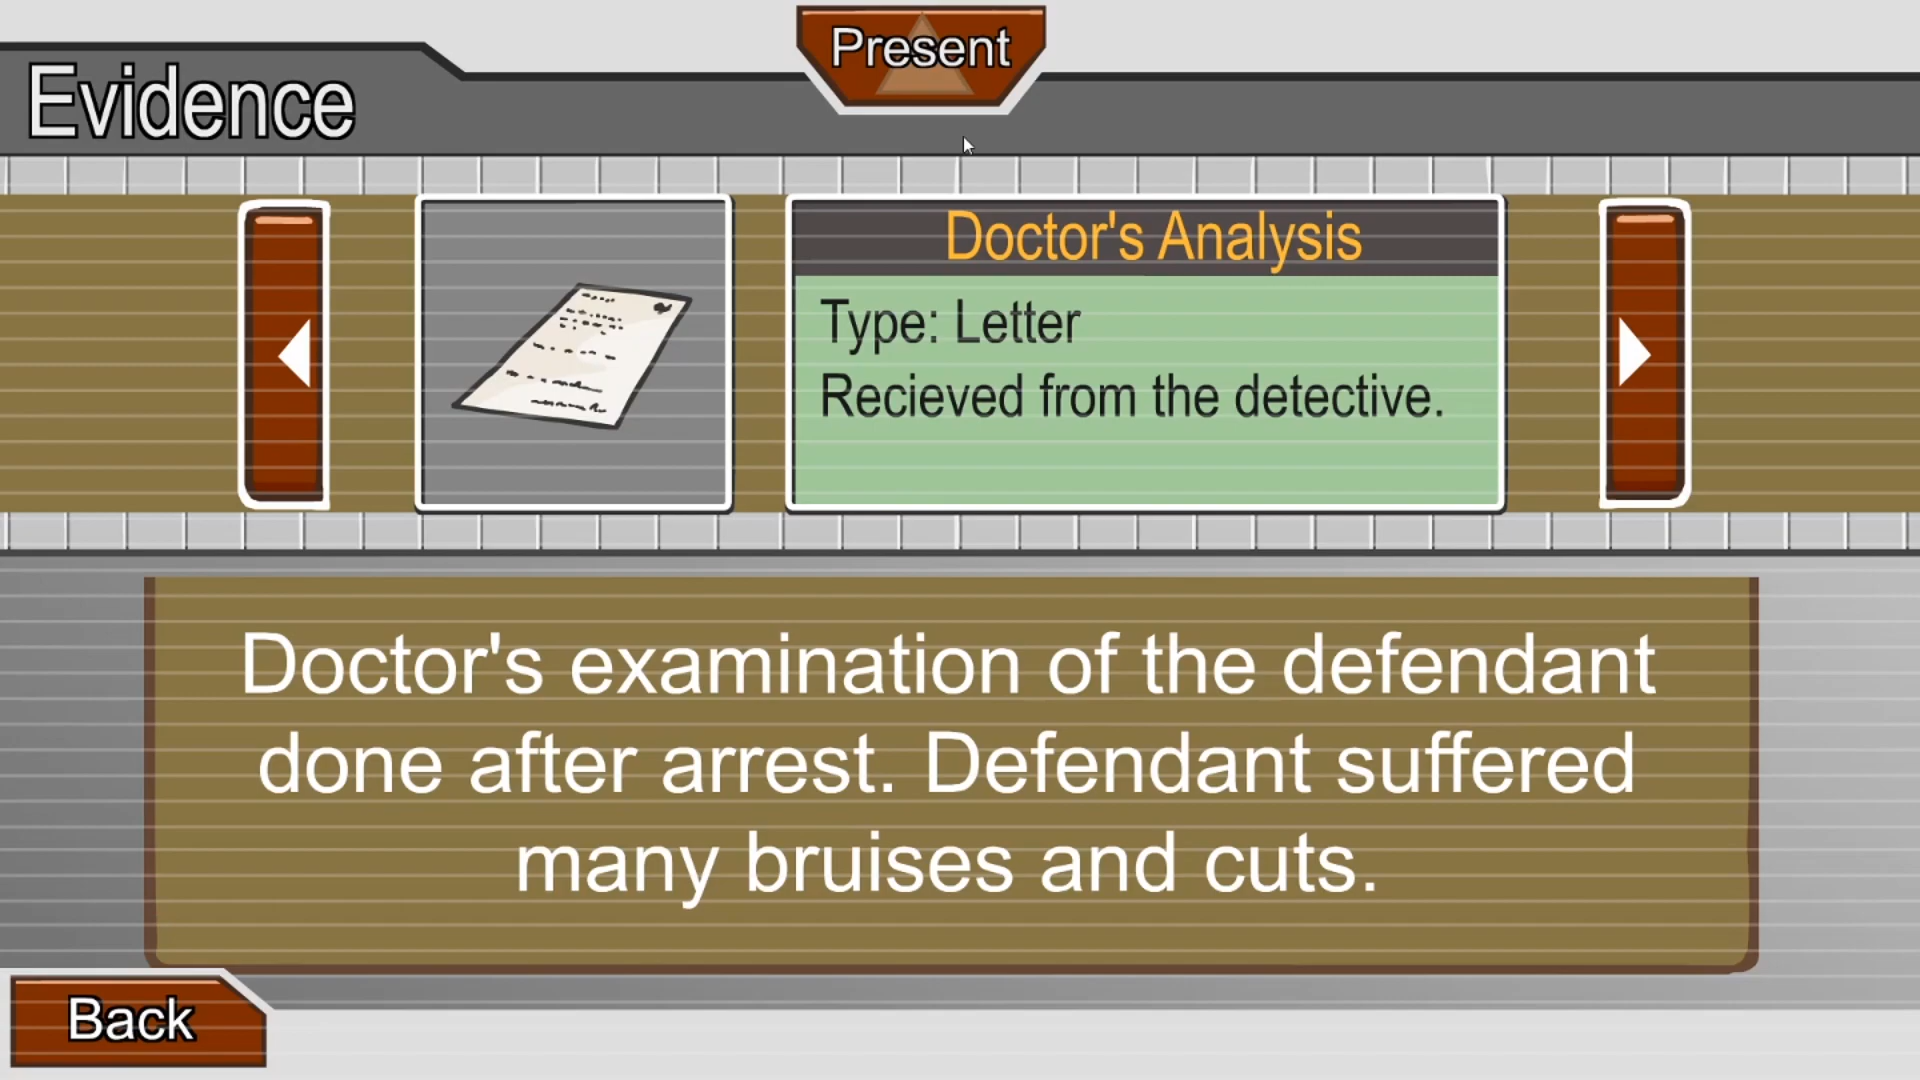 Present
Evidence
Doctor's Analysis
Type: Letter
Recieved from the detective.
Doctor's examination of the defendant
done after arrest. Defendant suffered
many bruises and cuts.
Back